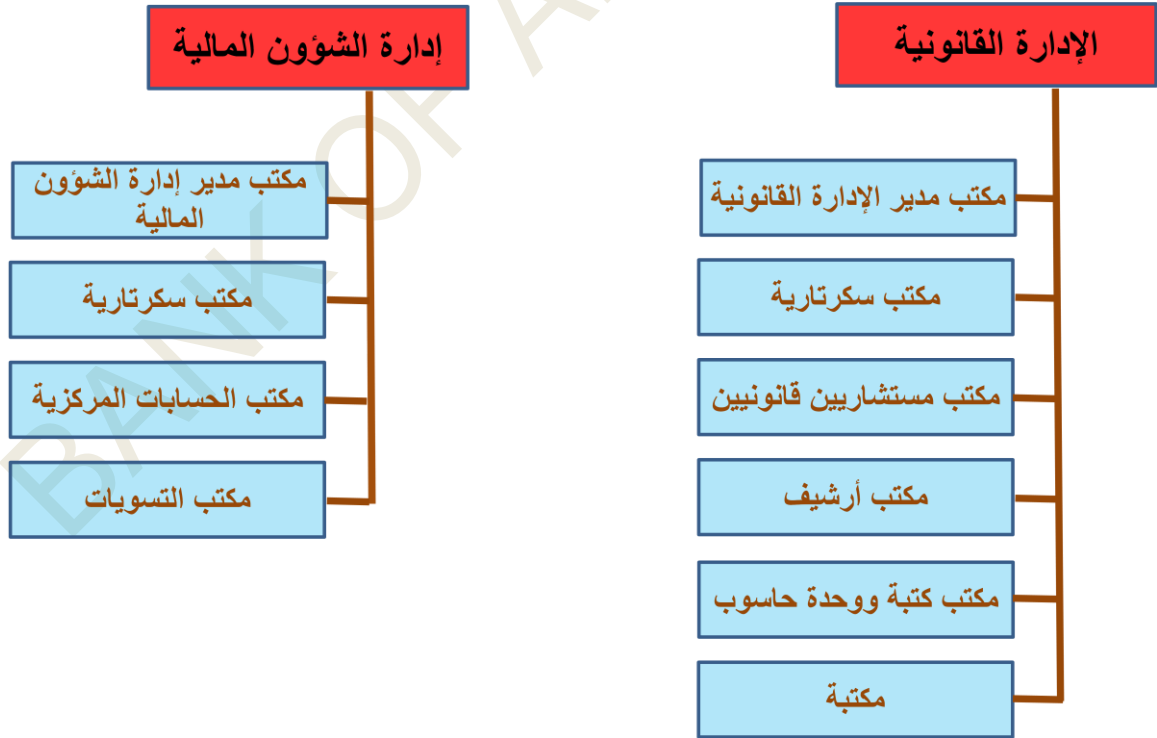 الإدارة القانونية
مكتب مدير الإدارة القانونية
مكتب سكرتارية
مكتب مستشاريين قانونيين
مكتب أرشيف
مكتب كتبة ووحدة حاسوب
مكتبة
إدارة الشؤون المالية
مكتب مدير إدارة الشؤون
المالية
مكتب سكرتارية
مكتب الحسابات المركزية
مكتب التسويات
BANK OF